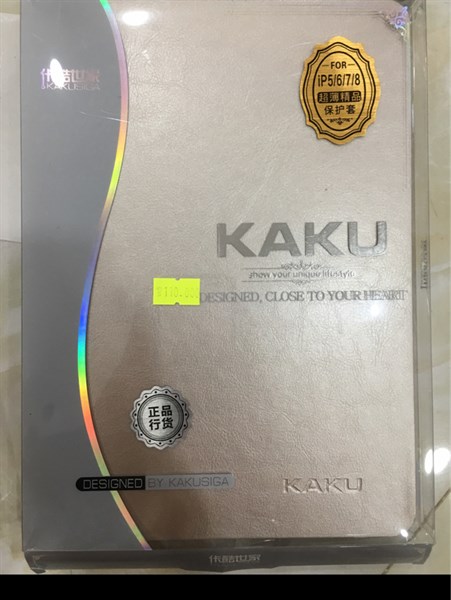 FOR
iP5/6/7/8
超薄精品
保护套
KAKUSIGA
KAKU
show your unique lifestyle
DESIGNED, CLOSE TO YOUR HEART
正品
行货
DESIGNED BY KAKUSIGA
KAKU